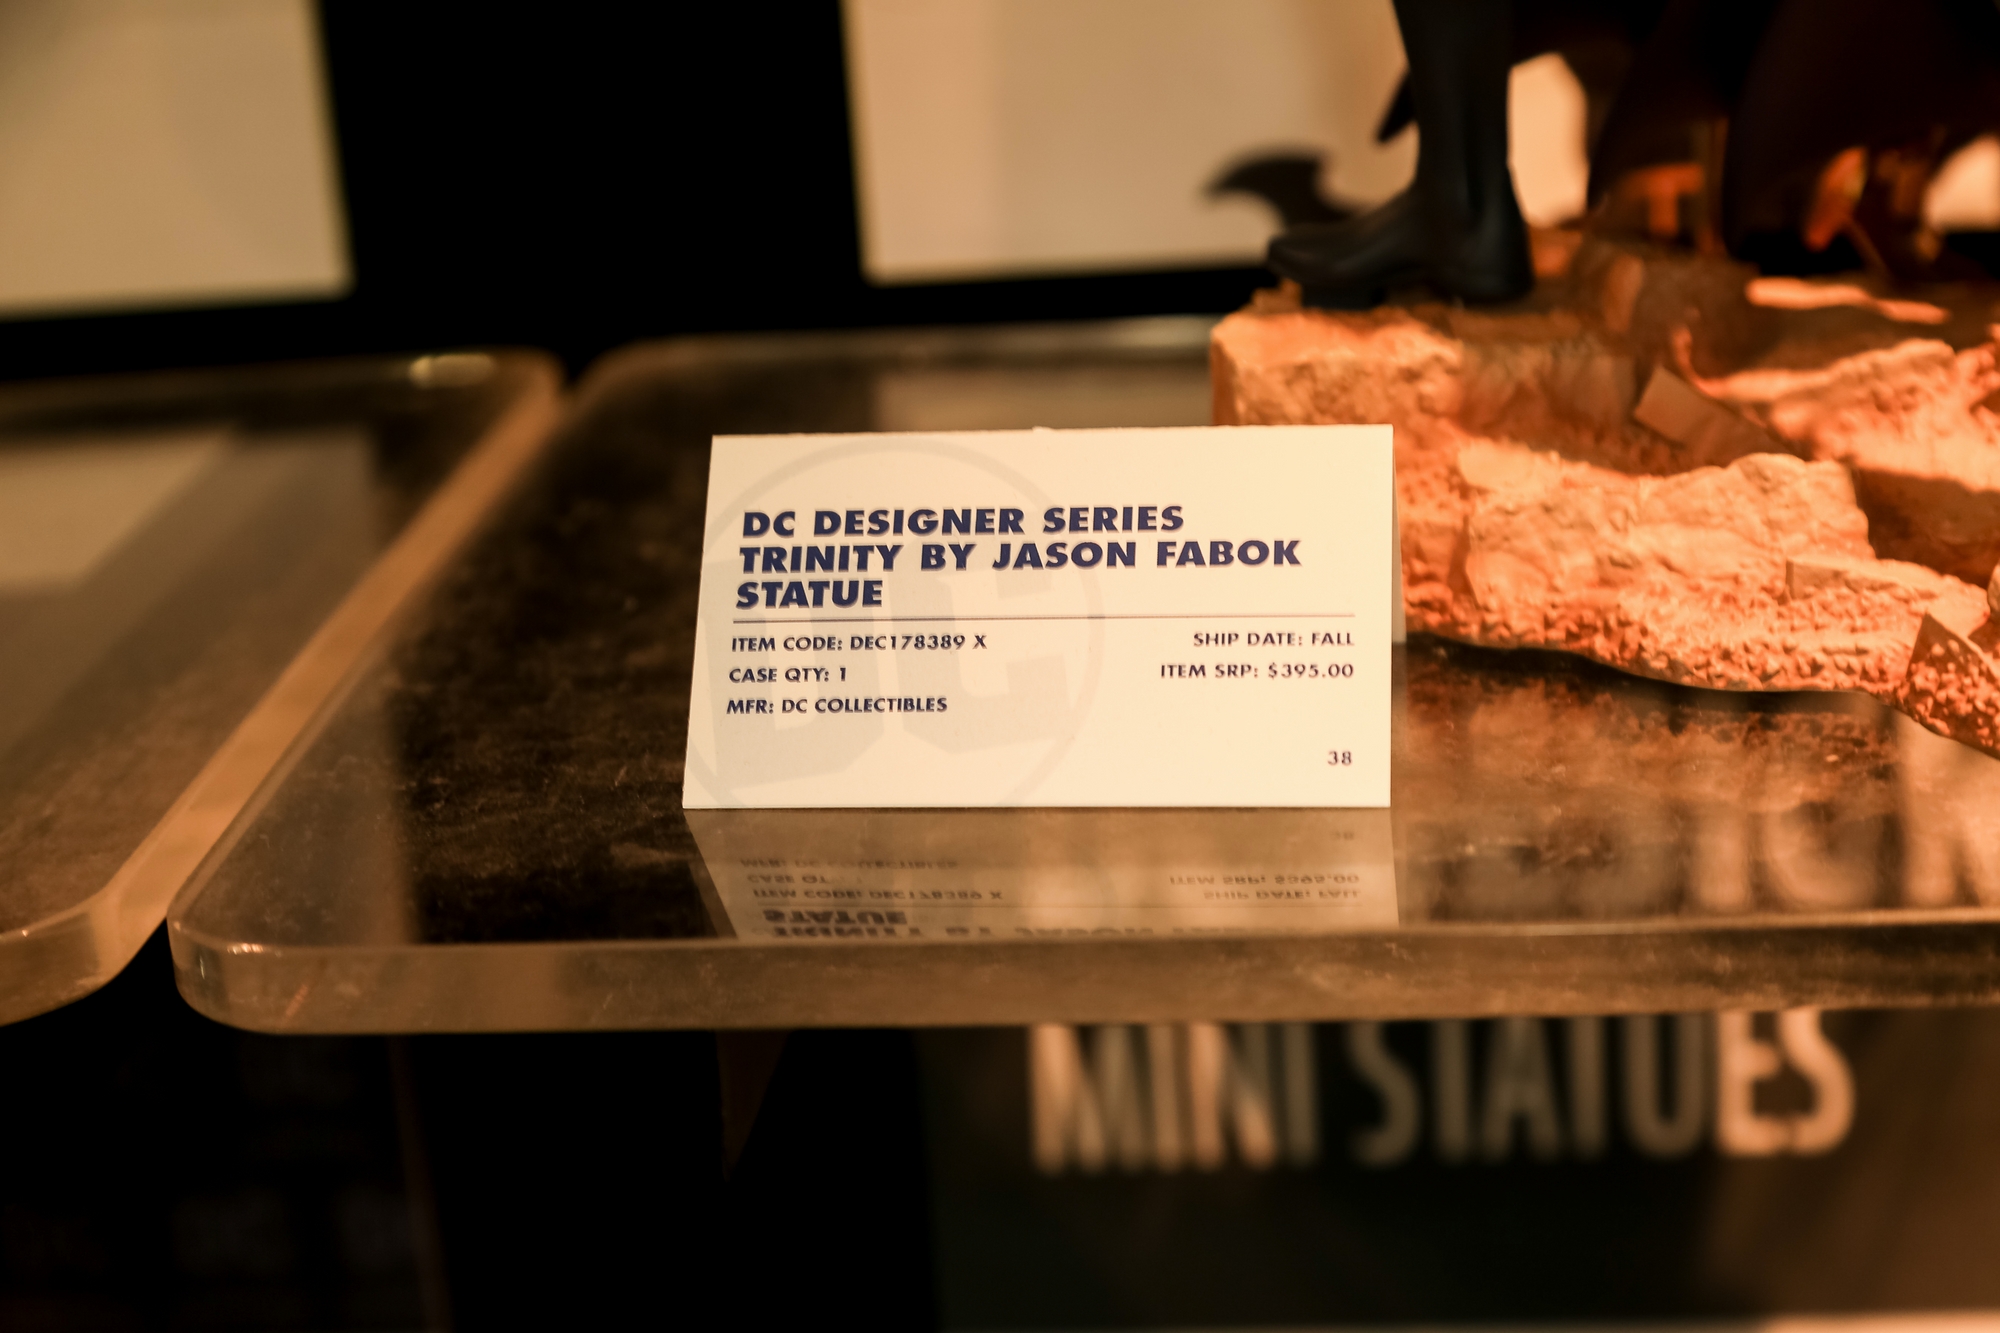 DC DESIGNER SERIES
TRINITY BY JASON FABOK
STATUE
ITEM CODE: DEC178389 X
SHIP DATE: FALL
CASE QTY: 1
ITEM SRP: $395.00
MFR: DC COLLECTIBLES
38
MINI STATUES